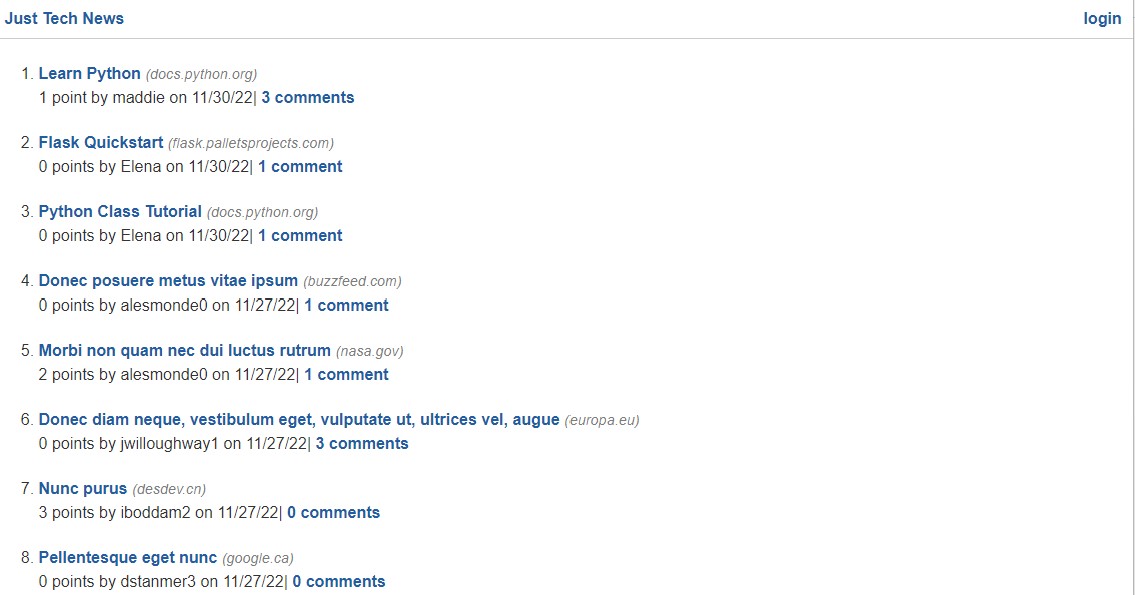 Just Tech News login
1. Learn Python (docs.python.org)
1 point by maddie on 11/30/22| 3 comments
2. Flask Quickstart (flask.palletsprojects.com)
0 points by Elena on 11/30/22| 1 comment
3. Python Class Tutorial (docs.python.org)
0 points by Elena on 11/30/22| 1 comment
4. Donec posuere metus vitae ipsum (buzzfeed.com)
0 points by alesmonde0 on 11/27/22| 1 comment
5. Morbi non quam nec dui luctus rutrum (nasa.gov)
2 points by alesmonde0 on 11/27/22| 1 comment
6. Donec diam neque, vestibulum eget, vulputate ut, ultrices vel, augue (europa.eu)
0 points by jwilloughway1 on 11/27/22| 3 comments
7. Nunc purus (desdev.cn)
3 points by iboddam2 on 11/27/22| 0 comments
8. Pellentesque eget nunc (google.ca)
0 points by dstanmer3 on 11/27/22| 0 comments